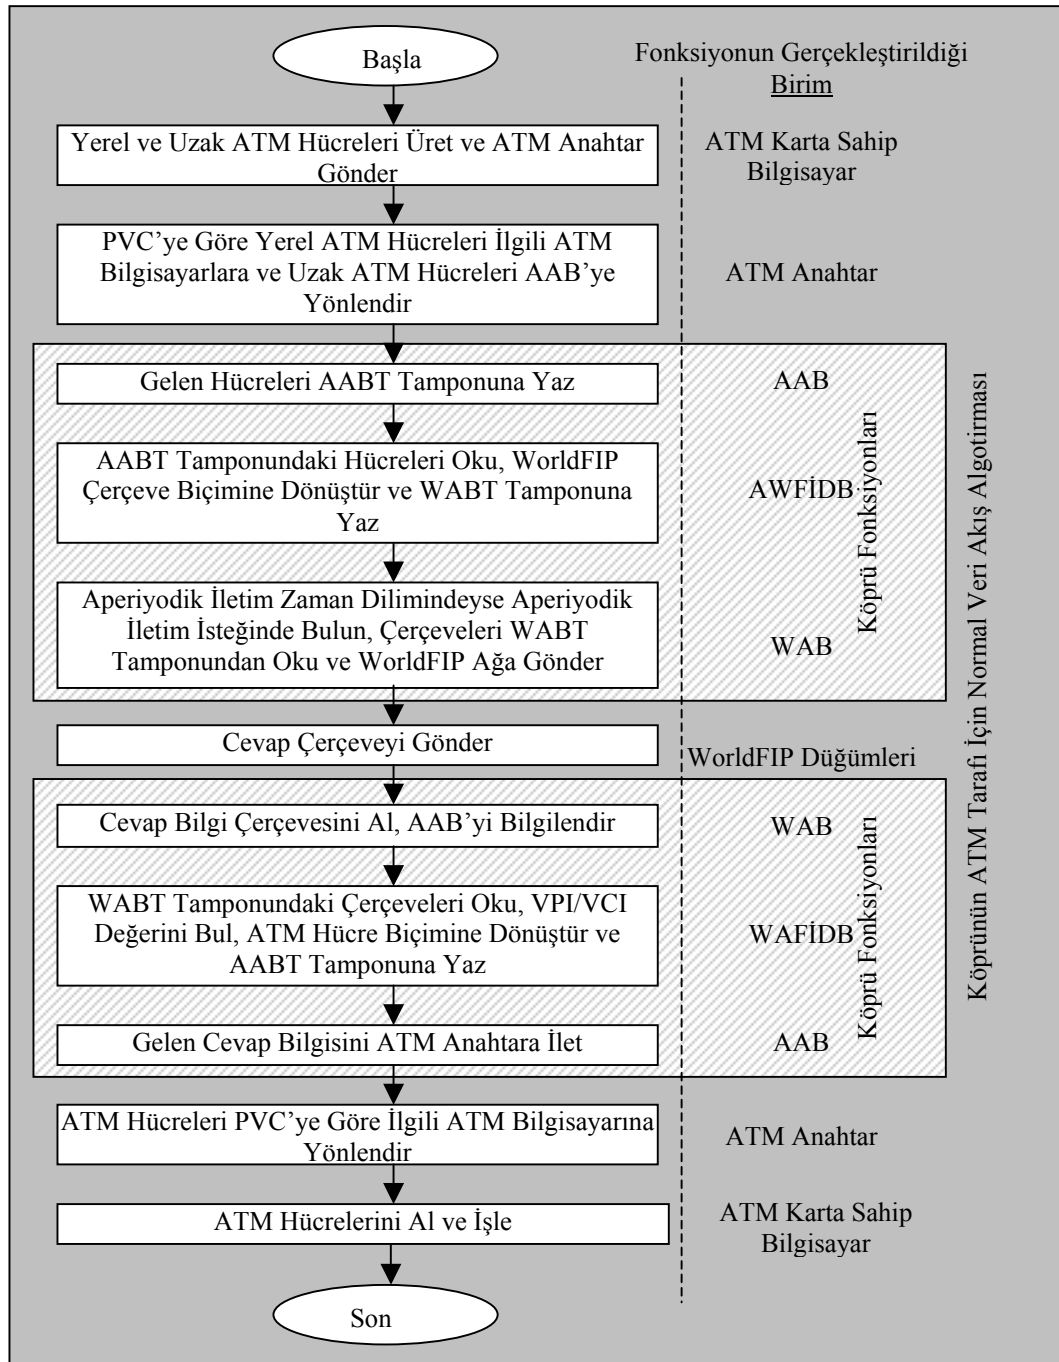 Başla
Fonksiyonun Gerçekleştirildiği
Birim
Yerel ve Uzak ATM Hücreleri Üret ve ATM Anahtar
Gönder
ATM Karta Sahip
Bilgisayar
PVC’ye Göre Yerel ATM Hücreleri İlgili ATM
Bilgisayarlara ve Uzak ATM Hücreleri AAB’ye
Yönlendir
ATM Anahtar
Gelen Hücreleri AABT Tamponuna Yaz
AAB
AABT Tamponundaki Hücreleri Oku, WorldFIP
Çerçeve Biçimine Dönüştür ve WABT Tamponuna
Yaz
AWFİDB
Aperiyodik İletim Zaman Dilimindeyse Aperiyodik
İletim İsteğinde Bulun, Çerçeveleri WABT
Tamponundan Oku ve WorldFIP Ağa Gönder
WAB
Köprü Fonksiyonları
Cevap Çerçeveyi Gönder
WorldFIP Düğümleri
Cevap Bilgi Çerçevesini Al, AAB’yi Bilgilendir
WAB
WABT Tamponundaki Çerçeveleri Oku, VPI/VCI
Değerini Bul, ATM Hücre Biçimine Dönüştür ve
AABT Tamponuna Yaz
WAFİDB
Gelen Cevap Bilgisini ATM Anahtara İlet
AAB
Köprü Fonksiyonları
ATM Hücreleri PVC’ye Göre İlgili ATM Bilgisayarına
Yönlendir
ATM Anahtar
ATM Hücrelerini Al ve İşle
ATM Karta Sahip
Bilgisayar
Son
Köprünün ATM Tarafi İçin Normal Veri Akış Algotirması